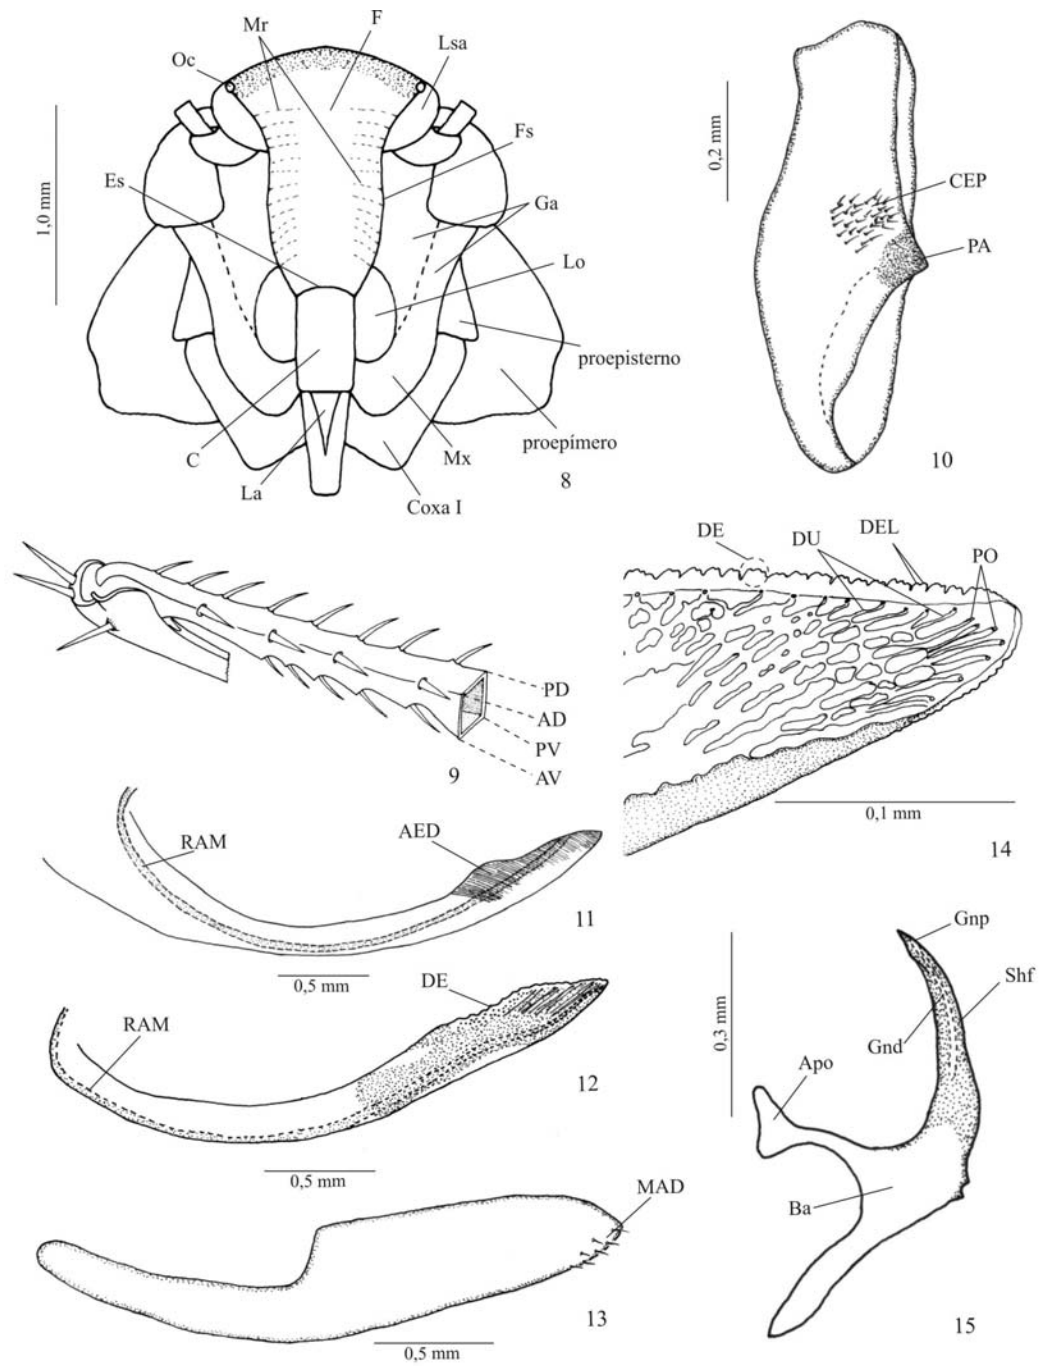 Mr
F
Oc
Lsa
Fs
Es
Ga
Lo
1,0 mm
proepisterno
proepímero
C
Mx
La
Coxa I
8
0,2 mm
CEP
PA
10
PD
AD
PV
AV
9
DE
DU
DEL
PO
0,1 mm
14
RAM
AED
11
0,5 mm
DE
RAM
12
0,5 mm
MAD
13
0,5 mm
Gnp
Shf
0,3 mm
Gnd
Apo
Ba
15